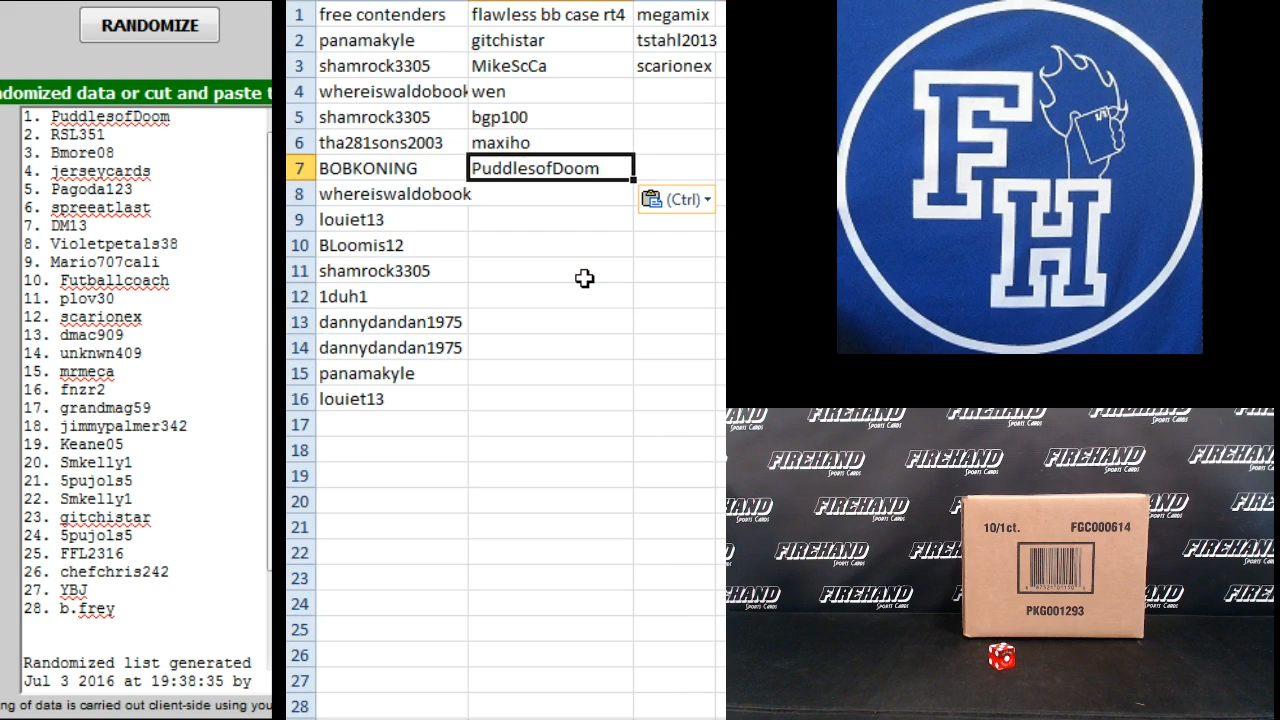 RANDOMIZE
domized data or cut and paste t
1. PuddlesofDoom
2. RSL351
3. Bmore08
4. jerseycards
5. Pagoda123
6. spreeatlast
7. DM13
8. Violetpetals38
9. Mario707cali
10. Futballcoach
11. plov30
12. scarionex
13. dmac909
14. unknwn409
15. mrmeca
16. fnzr2
17. grandmag59
18. jimmypalmer342
19. Keane05
20. Smkelly1
21. 5pujols5
22. Smkelly1
23. gitchistar
24. 5pujols5
25. FFL2316
26. chefchris242
27. YBJ
28. b.frey
Randomized list generated
Jul 3 2016 at 19:38:35 by
ng of data is carried out client-side using you
1 free contenders flawless bb case rt4 megamix
2 panamakyle gitchistar tstahl2013
3 shamrock3305 MikeScCa scarionex
4 whereiswaldobook wen
5 shamrock3305 bgp100
6 tha281sons2003 maxiho
7 BOBKONING PuddlesofDoom
8 whereiswaldobook (Ctrl)
9 louiet13
10 BLoomis12
11 shamrock3305
12 1duh1
13 dannydandan1975
14 dannydandan1975
15 panamakyle
16 louiet13
17
18
19
20
21
22
23
24
25
26
27
28
FH
FIREHAND
SPORTS CARDS
10/1ct. FGC000614
PKG001293